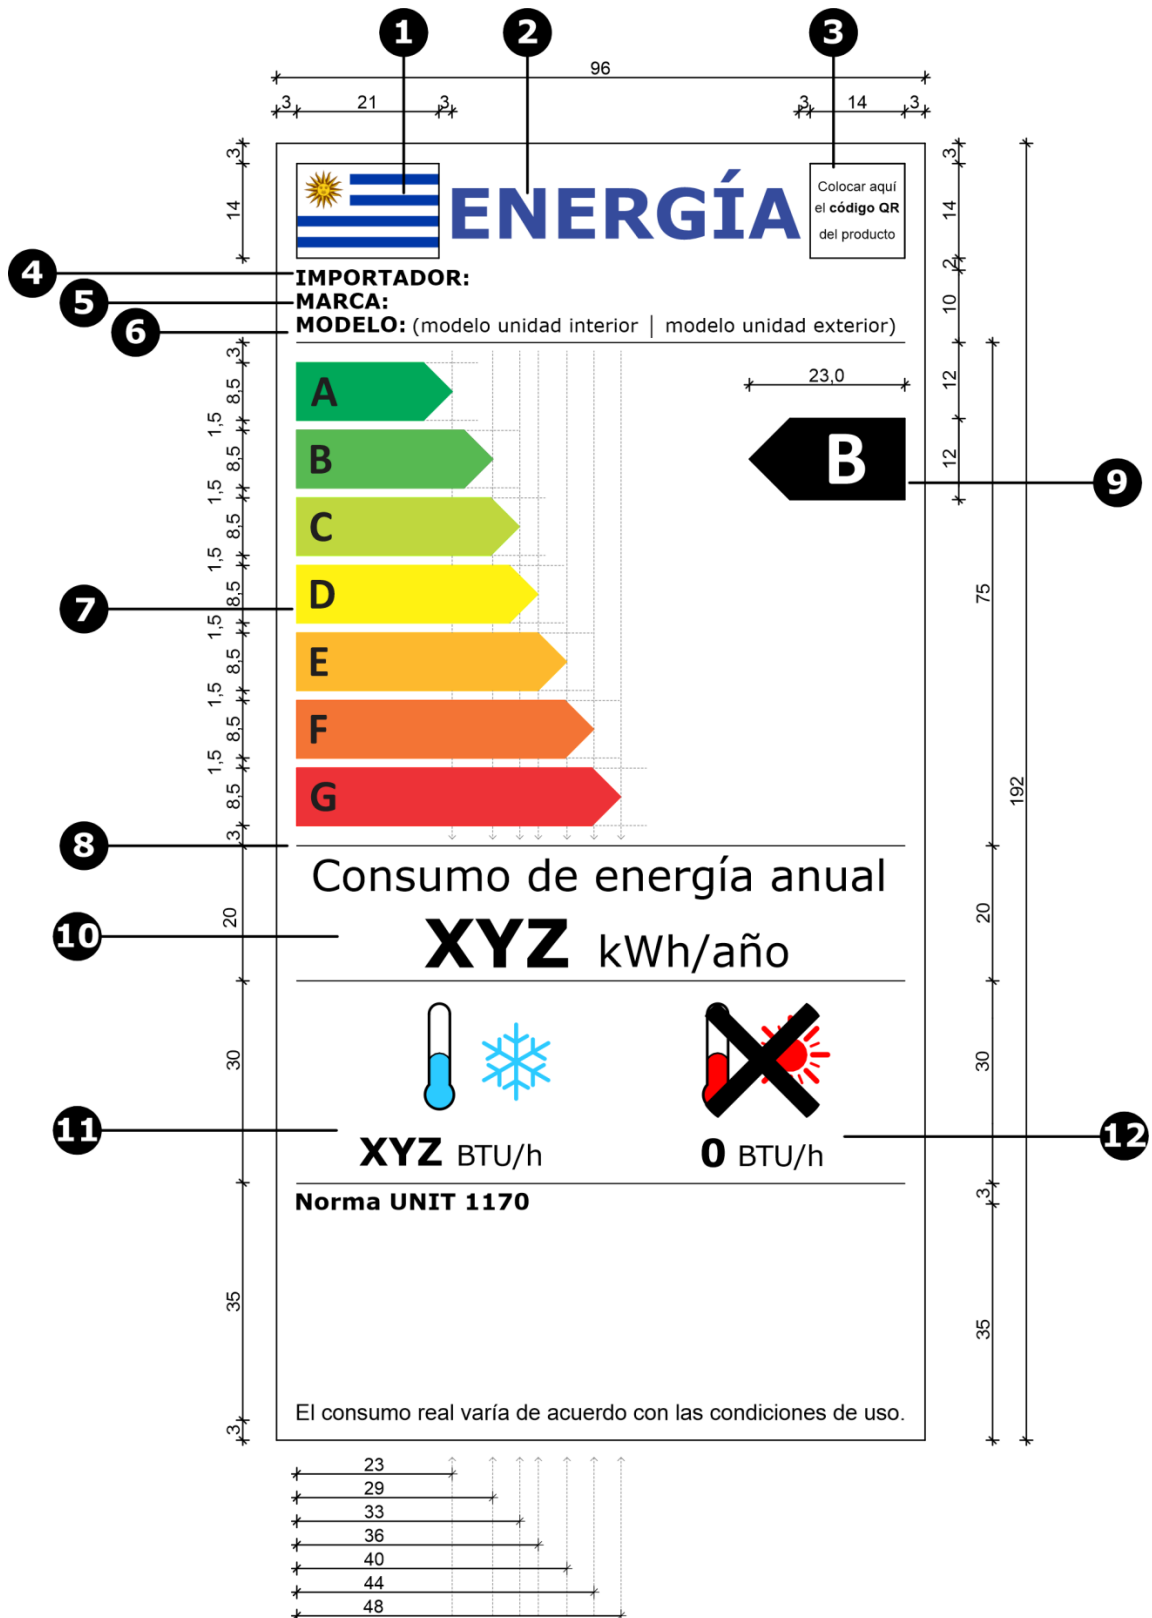 1 2 3
96
3 21 3 3 14 3
3 14
ENERGÍA
Colocar aquí
el código QR
del producto
3 14 2 10
4 IMPORTADOR:
5 MARCA:
6 MODELO: (modelo unidad interior | modelo unidad exterior)
3
8,5 A
1,5
8,5 B
1,5
8,5 C
1,5
7 8,5 D
1,5
8,5 E
1,5
8,5 F
1,5
8,5 G
3
23,0
B
12
12
9
75
192
8
Consumo de energía anual
10 20 XYZ kWh/año 20
30 30
11 XYZ BTU/h 0 BTU/h 12
Norma UNIT 1170
3
35 35
El consumo real varía de acuerdo con las condiciones de uso.
3
23
29
33
36
40
44
48